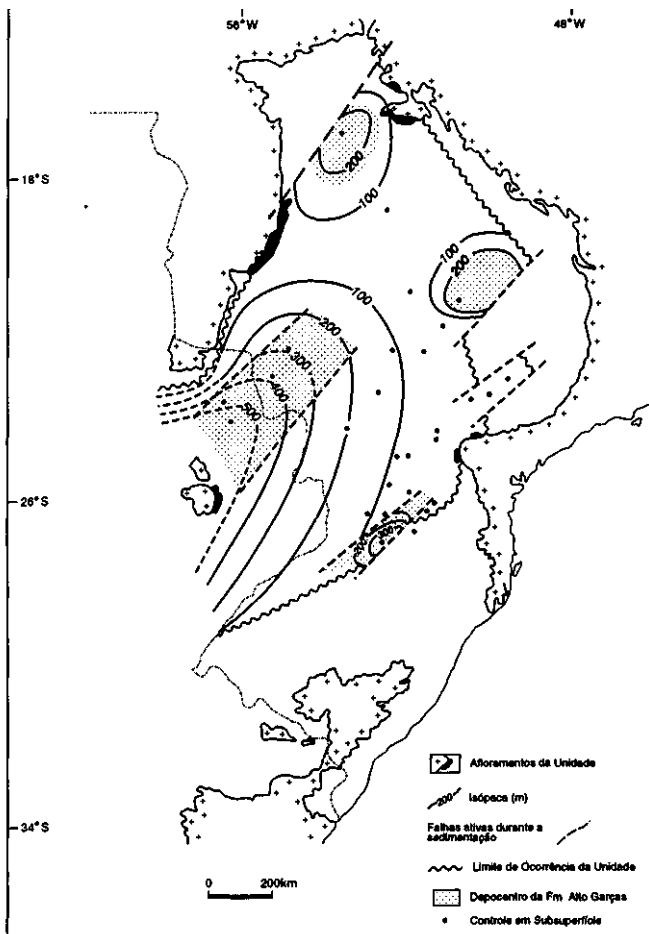 56°W
48°W
200
100
18°S
100
200
100
200
300
400
500
26°S
200
300
Afloramentos da Unidade
200 Isópaca (m)
Falhas ativas durante a
sedimentação
34°S
Limite de Ocorrência da Unidade
0 200km
Depocentro da Fm Alto Garças
Controle em Subsuperfície